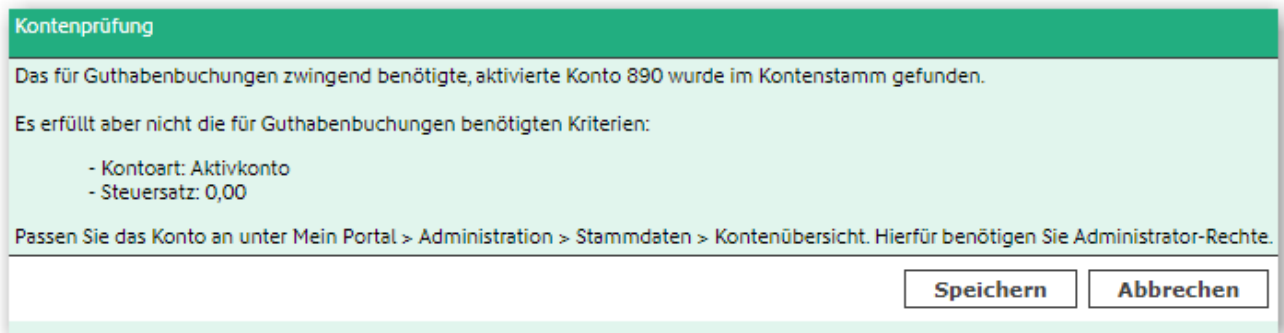 Kontenprüfung
Das für Guthabenbuchungen zwingend benötigte, aktivierte Konto 890 wurde im Kontenstamm gefunden.
Es erfüllt aber nicht die für Guthabenbuchungen benötigten Kriterien:
- Kontoart: Aktivkonto
- Steuersatz: 0,00
Passen Sie das Konto an unter Mein Portal > Administration > Stammdaten > Kontenübersicht. Hierfür benötigen Sie Administrator-Rechte.
Speichern Abbrechen